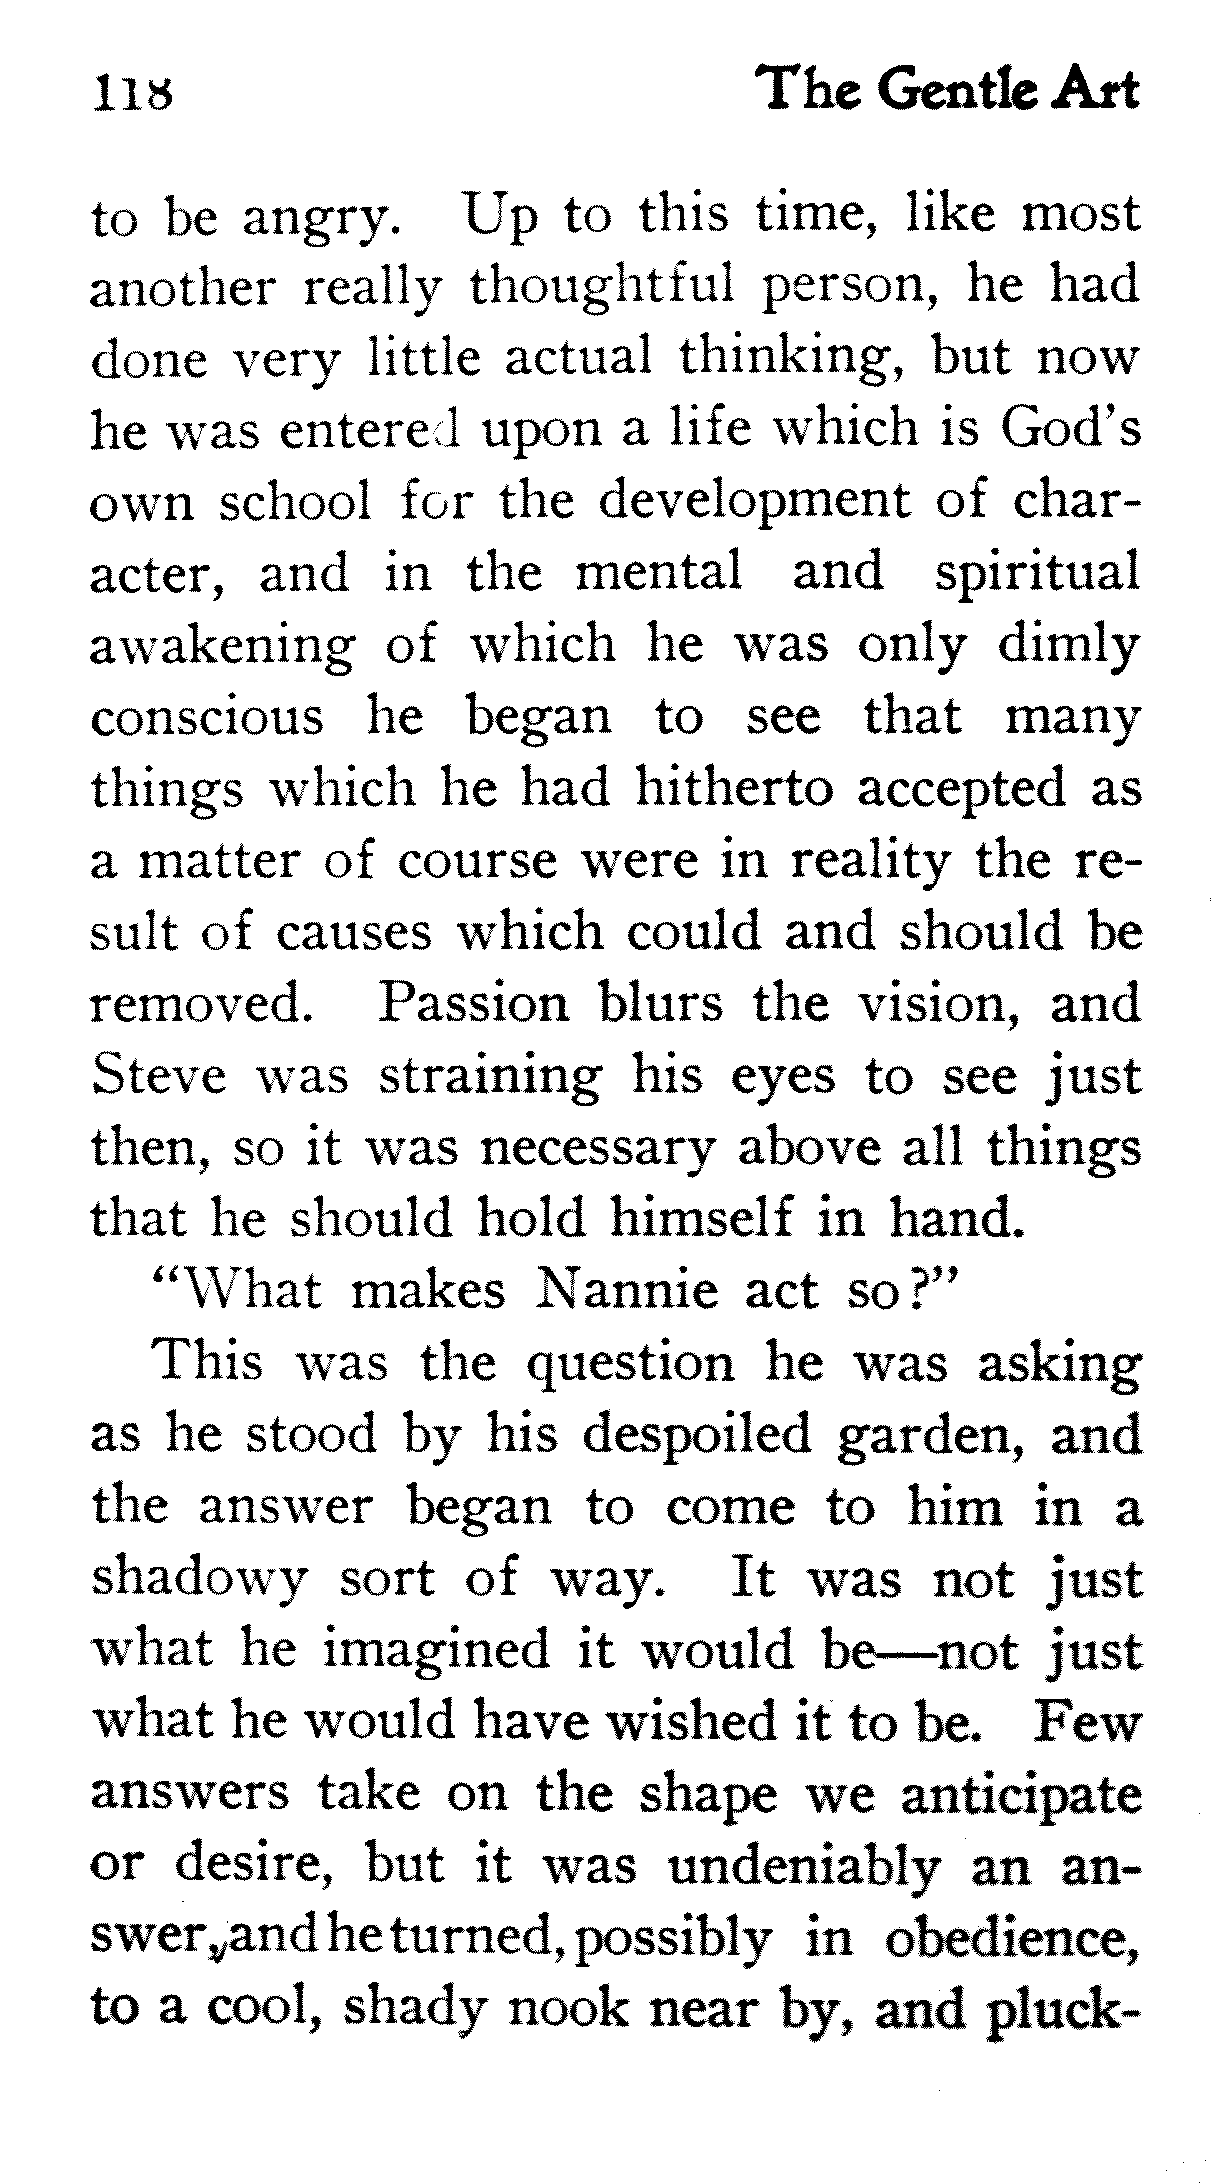 118 The Gentle Art
to be angry. Up to this time, like most
another really thoughtful person, he had
done very little actual thinking, but now
he was entered upon a life which is God's
own school for the development of char-
acter, and in the mental and spiritual
awakening of which he was only dimly
conscious he began to see that many
things which he had hitherto accepted as
a matter of course were in reality the re-
sult of causes which could and should be
removed. Passion blurs the vision, and
Steve was straining his eyes to see just
then, so it was necessary above all things
that he should hold himself in hand.
“What makes Nannie act so?”
This was the question he was asking
as he stood by his despoiled garden, and
the answer began to come to him in a
shadowy sort of way. It was not just
what he imagined it would be—not just
what he would have wished it to be. Few
answers take on the shape we anticipate
or desire, but it was undeniably an an-
swer, and he turned, possibly in obedience,
to a cool, shady nook near by, and pluck-